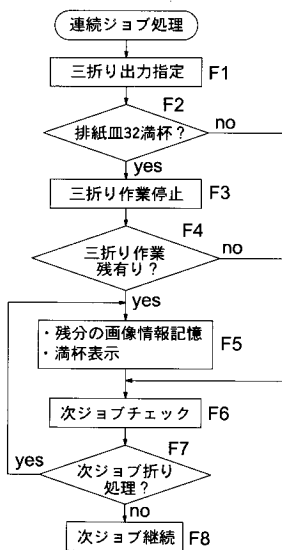 連続ジョブ処理
三折り出力指定 F1
F2
排紙皿32満杯？ no
yes
三折り作業停止 F3
F4
三折り作業 no
残有り？
yes
・残分の画像情報記憶
・満杯表示 F5
次ジョブチェック F6
F7
yes 次ジョブ折り
処理？
no
次ジョブ継続 F8